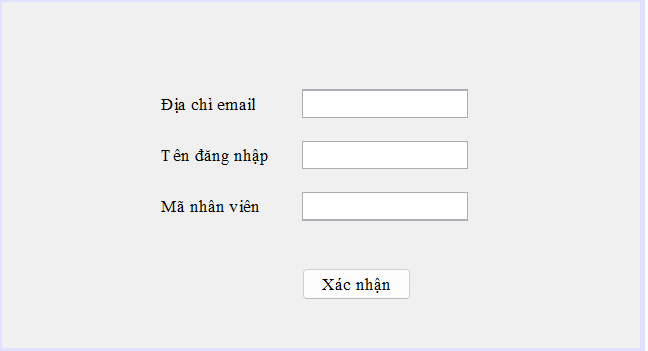 Địa chỉ email
Tên đăng nhập
Mã nhân viên
Xác nhận